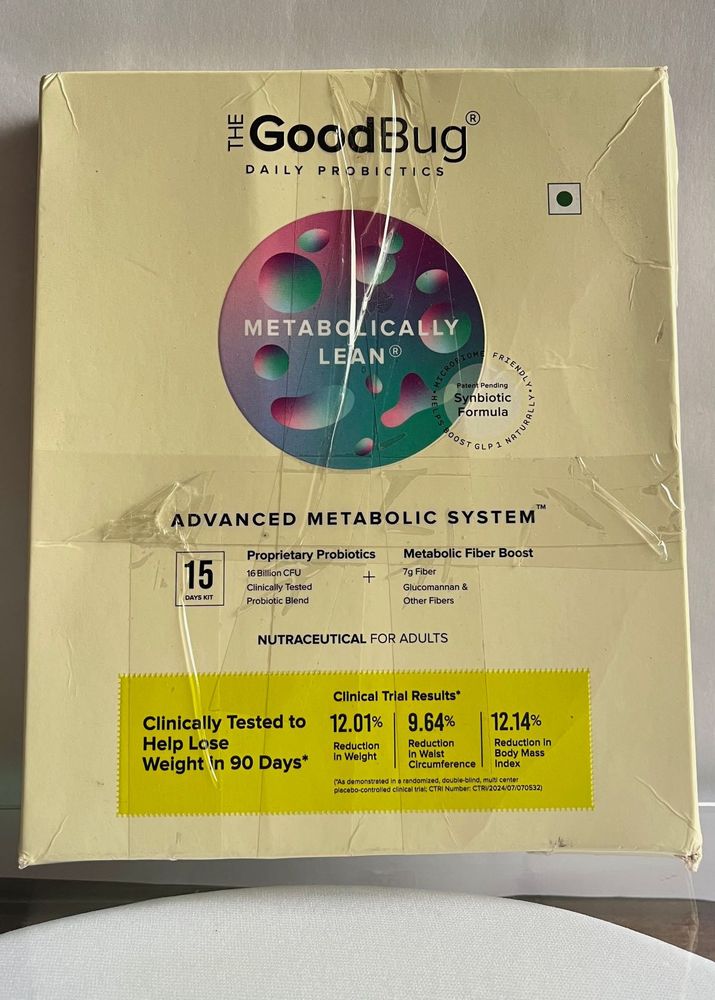 THE GoodBug®
DAILY PROBIOTICS
METABOLICALLY
LEAN®
MICROBIOME FRIENDLY
Patent Pending
Synbiotic
Formula
HELPS BOOST GLP 1 NATURALLY
ADVANCED METABOLIC SYSTEM™
15
DAYS KIT
Proprietary Probiotics
16 Billion CFU
Clinically Tested
Probiotic Blend
+
Metabolic Fiber Boost
7g Fiber
Glucomannan &
Other Fibers
NUTRACEUTICAL FOR ADULTS
Clinically Tested to
Help Lose
Weight in 90 Days*
Clinical Trial Results*
12.01%
Reduction
in Weight
9.64%
Reduction
in Waist
Circumference
12.14%
Reduction in
Body Mass
Index
(*As demonstrated in a randomized, double-blind, multi center
placebo-controlled clinical trial; CTRI Number: CTRI/2024/07/070532)